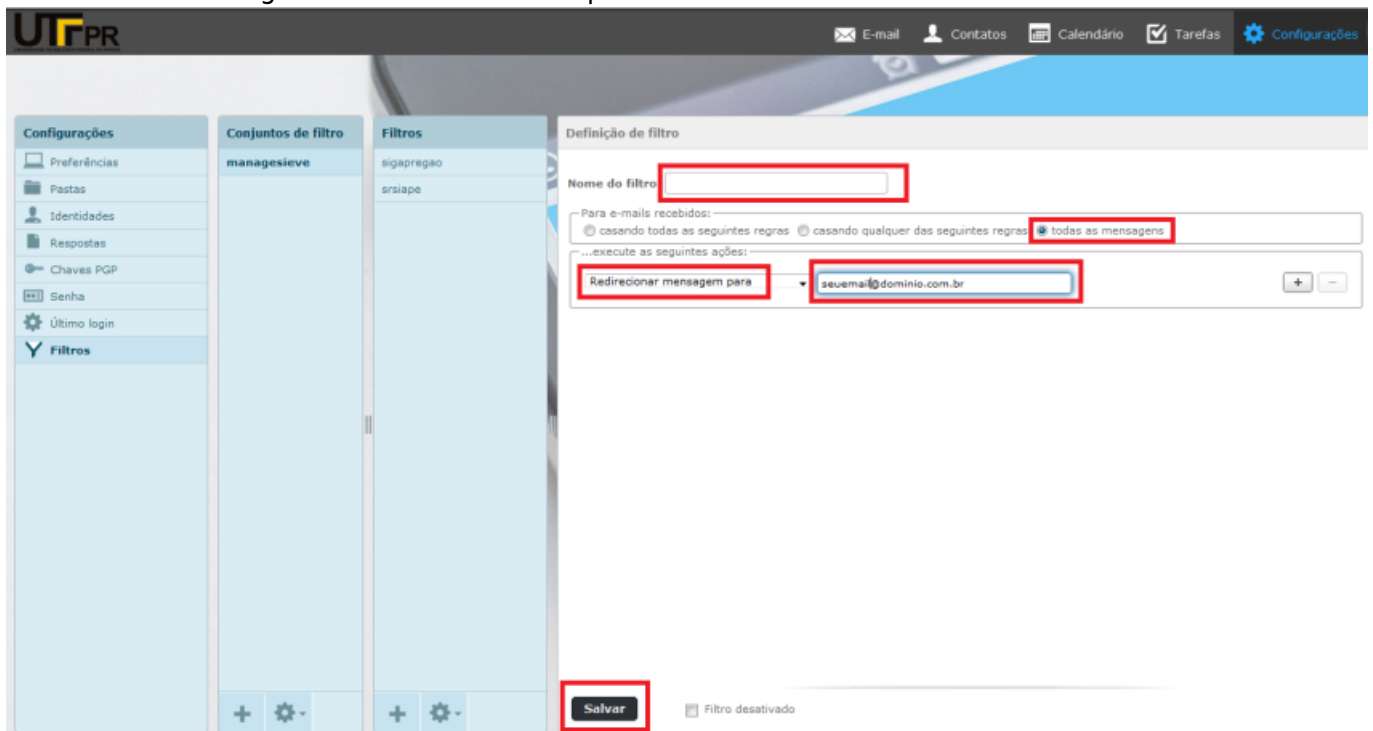 UTFPR
E-mail
Contatos
Calendário
Tarefas
Configurações
Configurações
Preferências
Pastas
Identidades
Respostas
Chaves PGP
Senha
Último login
Filtros
Conjuntos de filtro
managesieve
Filtros
sigapregao
srsiape
Definição de filtro
Nome do filtro
Para e-mails recebidos:
casando todas as seguintes regras casando qualquer das seguintes regras todas as mensagens
...execute as seguintes ações:
Redirecionar mensagem para seuemail@dominio.com.br
Salvar Filtro desativado